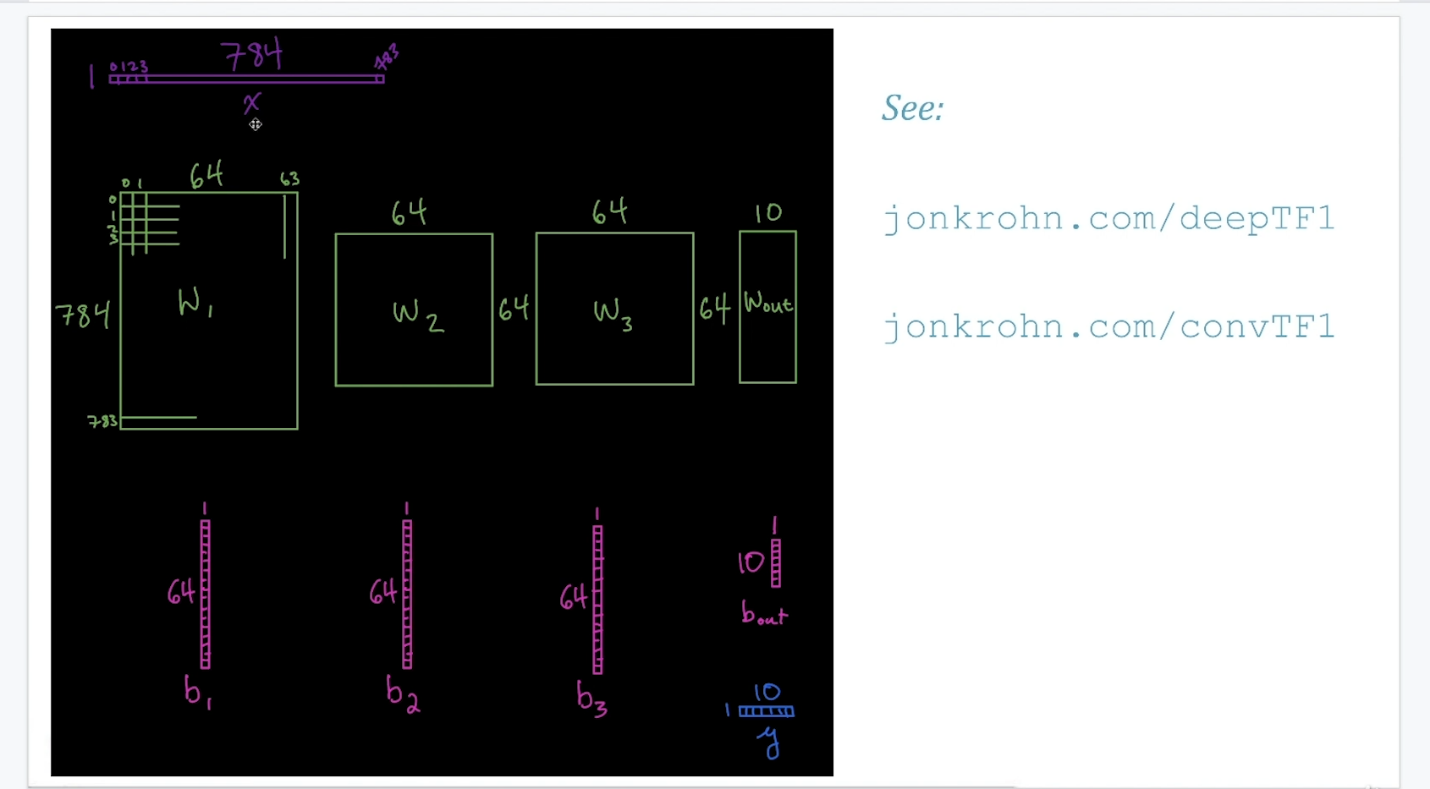 784
1 0123 783
x
64
0 1 63
0
1
2
3
784 W₁
783
64
W₂
64
64
W₃
64
10
Wout
1
64
b₁
1
64
b₂
1
64
b₃
1
10
bout
10
1
y
See:
jonkrohn.com/deepTF1
jonkrohn.com/convTF1